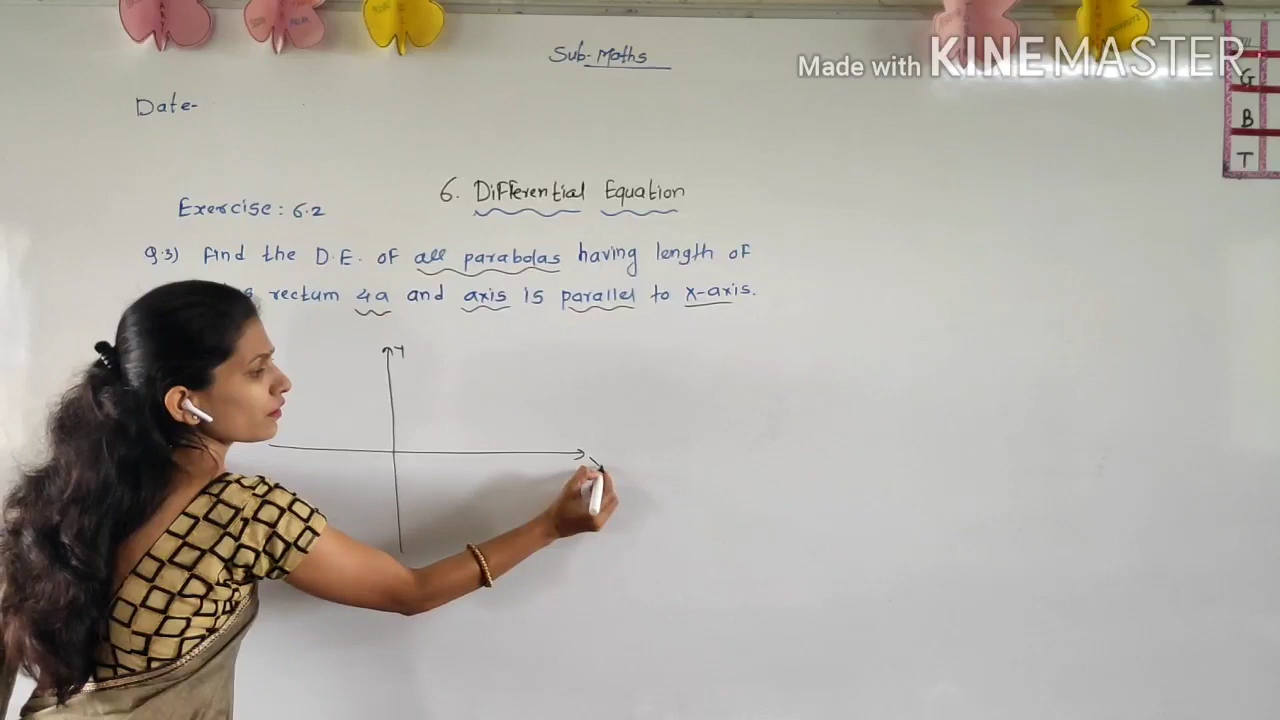 Sub- Maths
Made with KINEMASTER
G
B
T
Date-
6. Differential Equation
Exercise: 6.2
Q.3) Find the D.E. of all parabolas having length of
rectum 4a and axis is parallel to x-axis.
Y